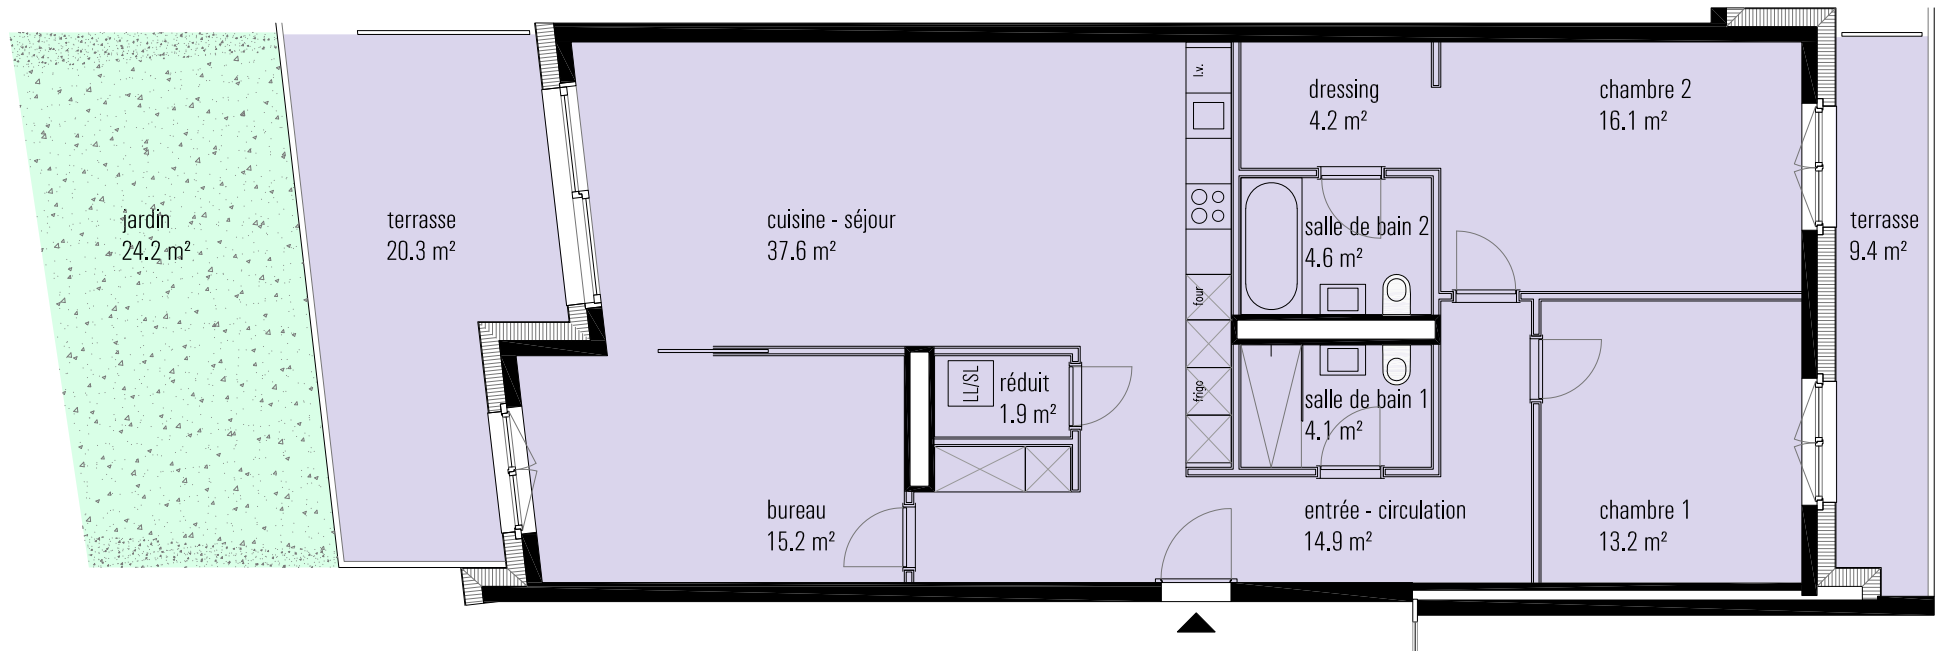 l.v.
dressing
4.2 m²
chambre 2
16.1 m²
jardin
24.2 m²
terrasse
20.3 m²
cuisine - séjour
37.6 m²
salle de bain 2
4.6 m²
terrasse
9.4 m²
four
LL/SL
réduit
1.9 m²
frigo
salle de bain 1
4.1 m²
bureau
15.2 m²
entrée - circulation
14.9 m²
chambre 1
13.2 m²